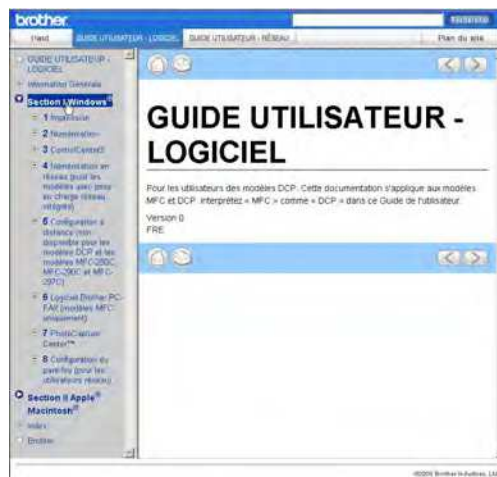 brother
Haut
GUIDE UTILISATEUR - LOGICIEL
GUIDE UTILISATEUR - RÉSEAU
Plan du site
GUIDE UTILISATEUR -
LOGICIEL
Information Générale
Section I Windows®
1 Impression
2 Numérisation
3 ControlCenter3
4 Numérisation en
réseau (pour les
modèles avec prise
en charge réseau
intégrée)
5 Configuration à
distance (non
disponible pour les
modèles DCP et les
modèles MFC-250C,
MFC-290C et MFC-
297C)
6 Logiciel Brother PC-
FAX (modèles MFC
uniquement)
7 PhotoCapture
Center™
8 Configuration du
pare-feu (pour les
utilisateurs réseau)
Section II Apple®
Macintosh®
Index
Brother
GUIDE UTILISATEUR -
LOGICIEL
Pour les utilisateurs des modèles DCP. Cette documentation s'applique aux modèles
MFC et DCP. Interprétez « MFC » comme « DCP » dans ce Guide de l'utilisateur.
Version 0
FRE